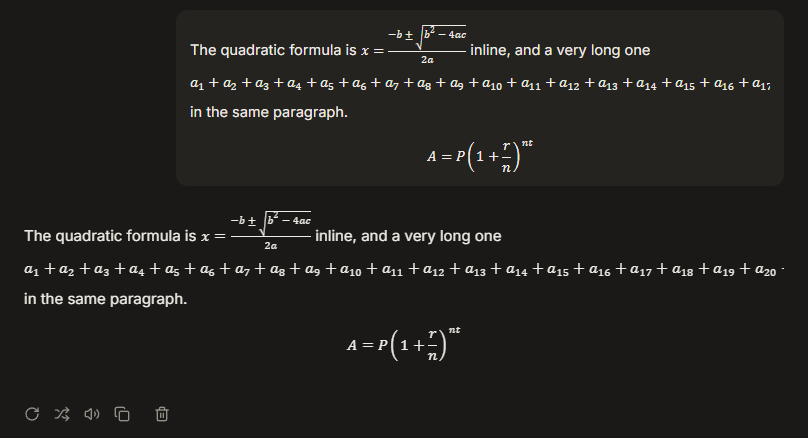 The quadratic formula is x = (-b ± √(b² − 4ac)) / 2a inline, and a very long one
a₁ + a₂ + a₃ + a₄ + a₅ + a₆ + a₇ + a₈ + a₉ + a₁₀ + a₁₁ + a₁₂ + a₁₃ + a₁₄ + a₁₅ + a₁₆ + a₁₇
in the same paragraph.
A = P(1 + r/n)ⁿᵗ
The quadratic formula is x = (-b ± √(b² − 4ac)) / 2a inline, and a very long one
a₁ + a₂ + a₃ + a₄ + a₅ + a₆ + a₇ + a₈ + a₉ + a₁₀ + a₁₁ + a₁₂ + a₁₃ + a₁₄ + a₁₅ + a₁₆ + a₁₇ + a₁₈ + a₁₉ + a₂₀
in the same paragraph.
A = P(1 + r/n)ⁿᵗ